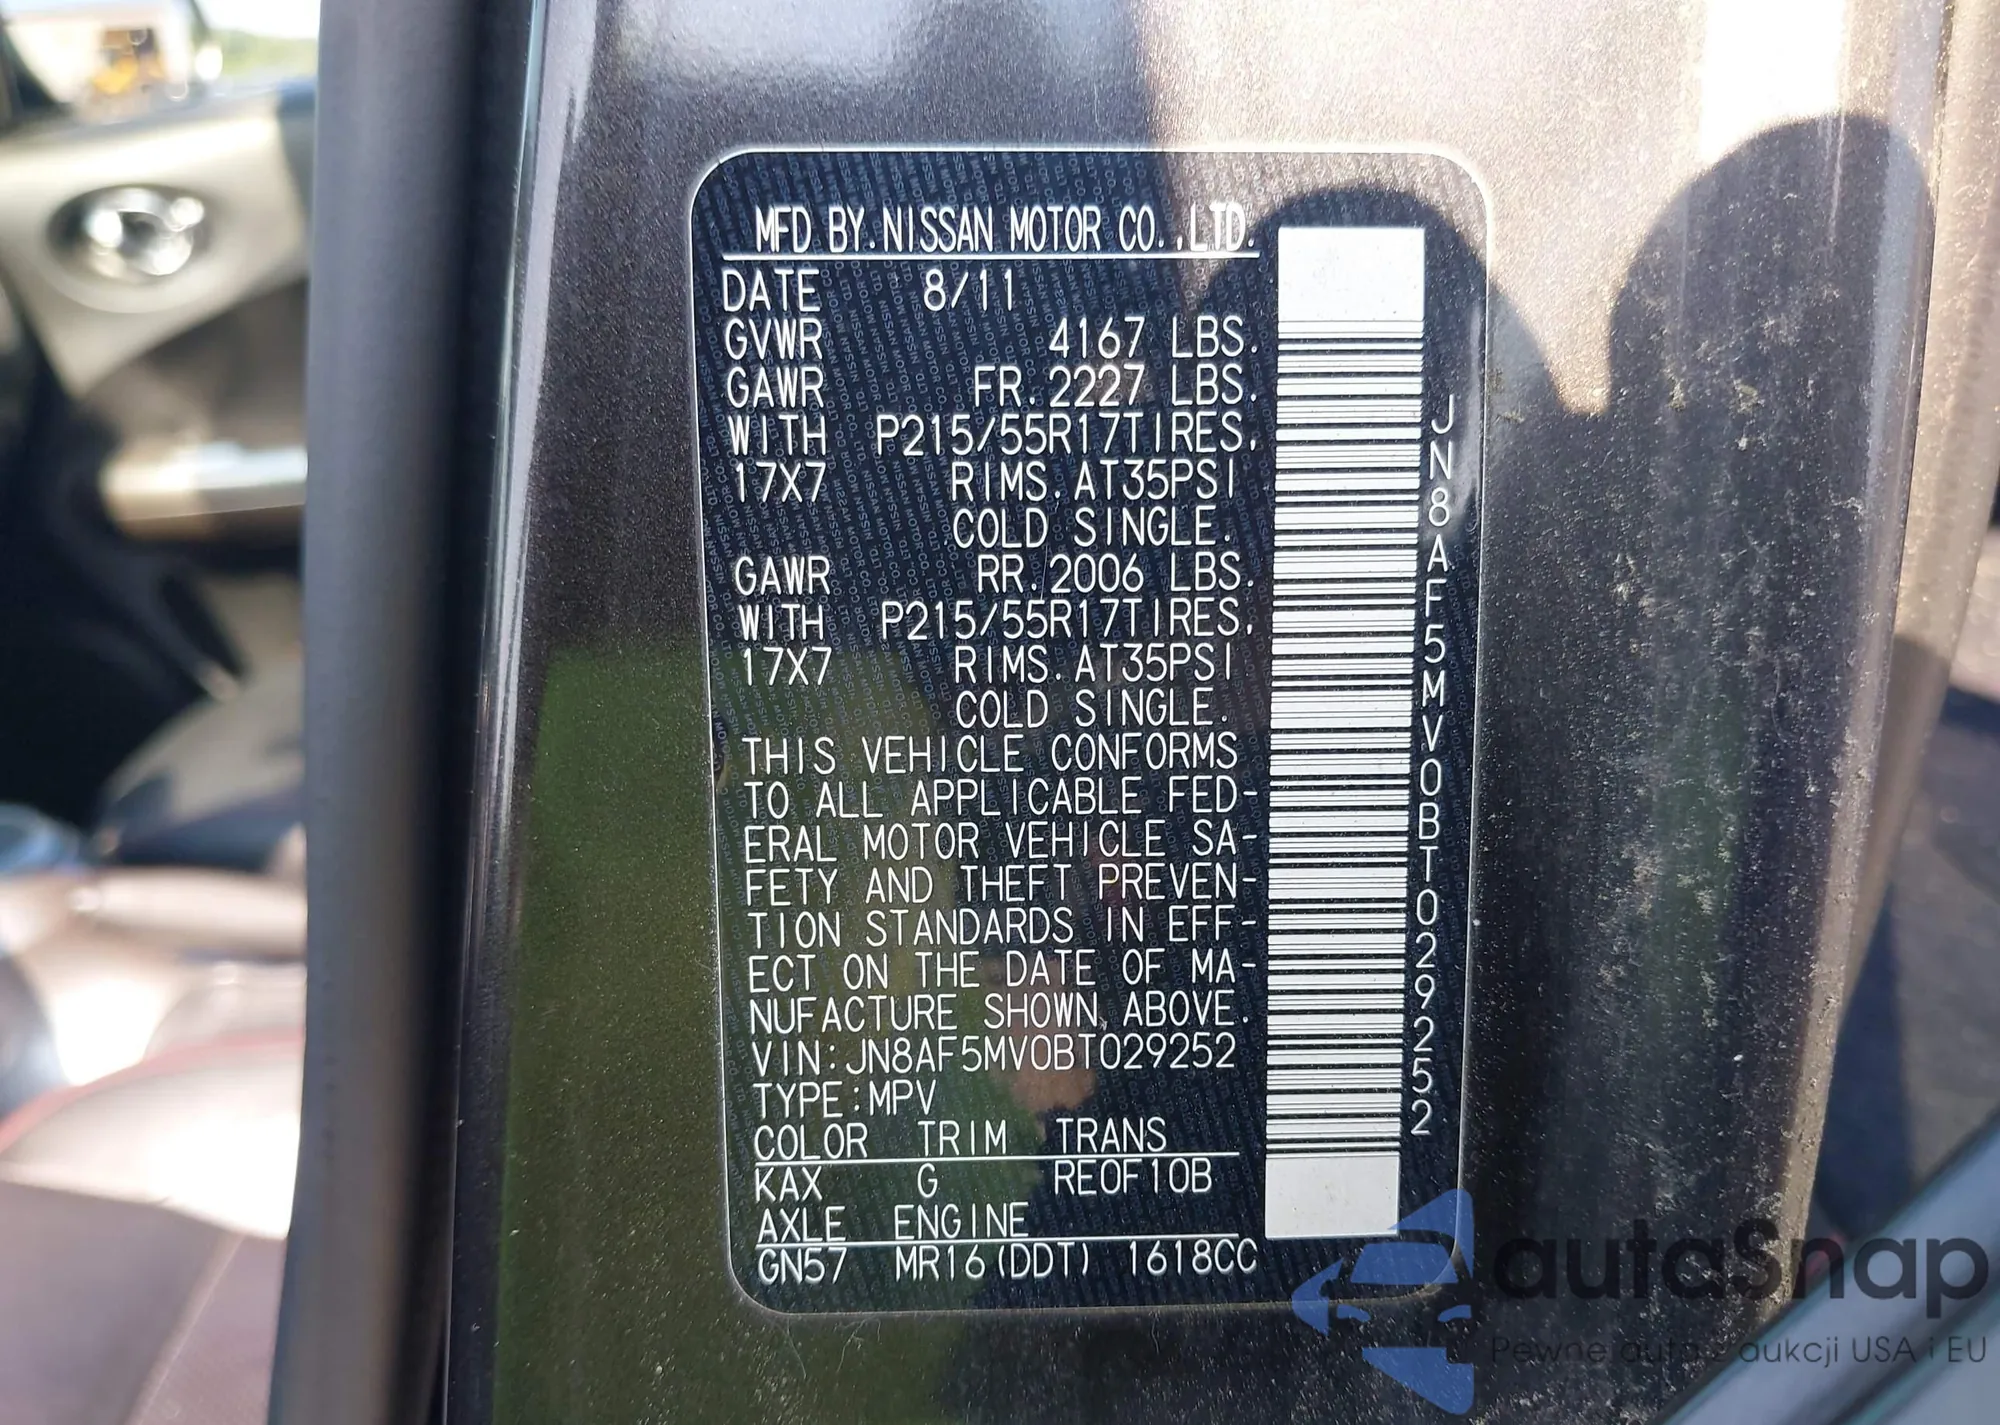 MFD BY.NISSAN MOTOR CO.,LTD.
DATE 8/11
GVWR 4167 LBS.
GAWR FR.2227 LBS.
WITH P215/55R17TIRES.
17X7 RIMS.AT35PSI
COLD SINGLE.
GAWR RR.2006 LBS.
WITH P215/55R17TIRES.
17X7 RIMS.AT35PSI
COLD SINGLE.
THIS VEHICLE CONFORMS
TO ALL APPLICABLE FED-
ERAL MOTOR VEHICLE SA-
FETY AND THEFT PREVEN-
TION STANDARDS IN EFF-
ECT ON THE DATE OF MA-
NUFACTURE SHOWN ABOVE.
VIN:JN8AF5MV0BT029252
TYPE:MPV
COLOR TRIM TRANS
KAX G RE0F10B
AXLE ENGINE
GN57 MR16(DDT) 1618CC
JN8AF5MV0BT029252
autaSnap
Pewne auta z aukcji USA i EU